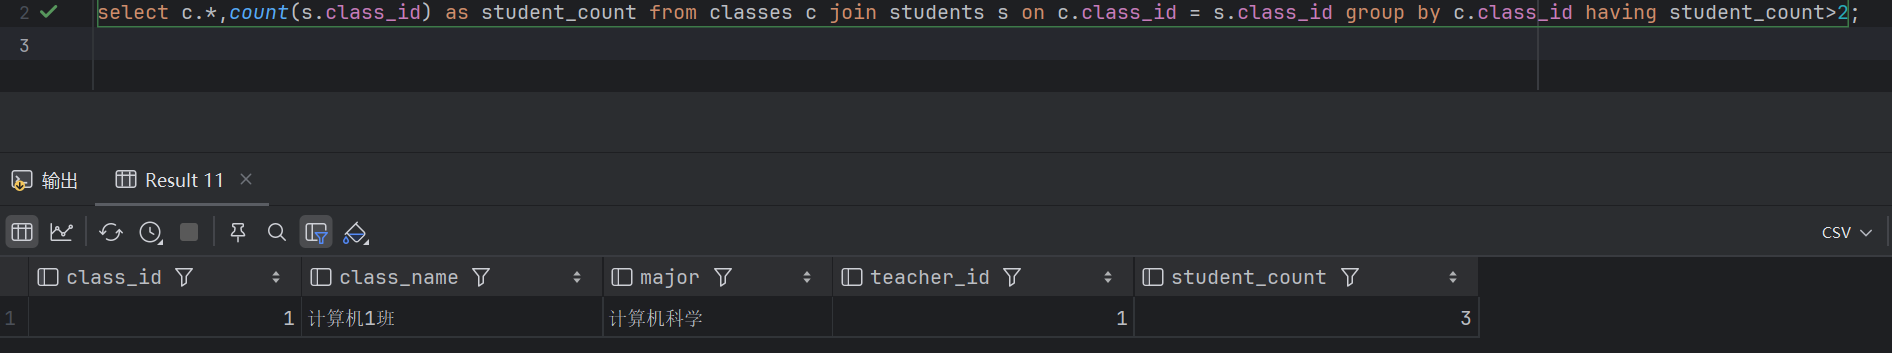 2 select c.*,count(s.class_id) as student_count from classes c join students s on c.class_id = s.class_id group by c.class_id having student_count>2;
3
输出 Result 11
CSV
class_id class_name major teacher_id student_count
1 1 计算机1班 计算机科学 1 3